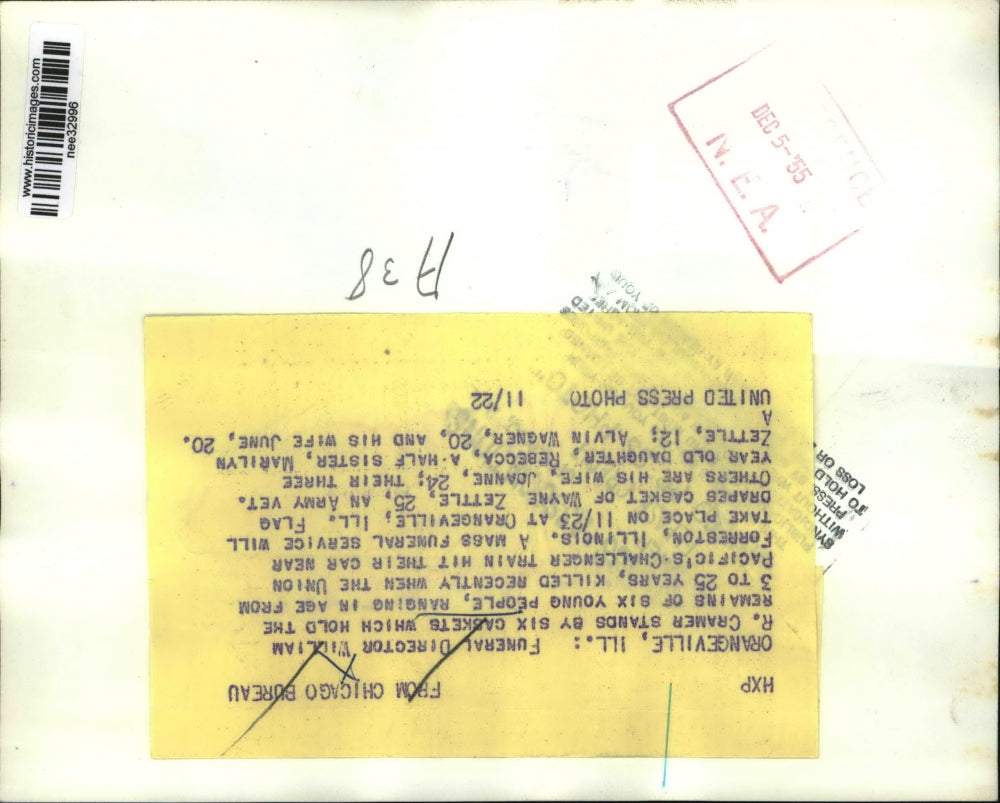 www.historicimages.com
nee32996
DEC 5-'55
N. E. A.
A38
HXP FROM CHICAGO BUREAU
ORANGEVILLE, ILL.: FUNERAL DIRECTOR WILLIAM
R. CRAMER STANDS BY SIX CASKETS WHICH HOLD THE
REMAINS OF SIX YOUNG PEOPLE, RANGING IN AGE FROM
3 TO 25 YEARS, KILLED RECENTLY WHEN THE UNION
PACIFIC'S CHALLENGER TRAIN HIT THEIR CAR NEAR
FORRESTON, ILLINOIS. A MASS FUNERAL SERVICE WILL
TAKE PLACE ON 11/23 AT ORANGEVILLE, ILL. FLAG
DRAPES CASKET OF WAYNE ZETTLE, 25, AN ARMY VET.
OTHERS ARE HIS WIFE, JOANNE, 24; THEIR THREE
YEAR OLD DAUGHTER, REBECCA, A HALF SISTER, MARILYN
ZETTLE, 12; ALVIN WAGNER, 20, AND HIS WIFE JUNE, 20.
A
UNITED PRESS PHOTO 11/22
TO HOLD
LOSS OR